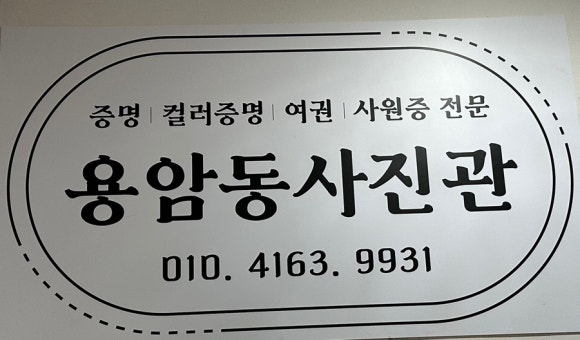 증명 | 컬러증명 | 여권 | 사원증 전문
용암동사진관
010. 4163. 9931